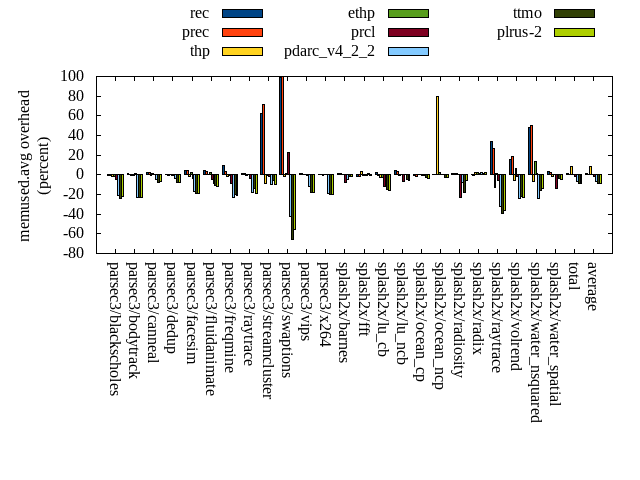 rec ethp ttmo
prec prcl plrus-2
thp pdarc_v4_2_2
memused.avg overhead
(percent)
100
80
60
40
20
0
-20
-40
-60
-80
parsec3/blackscholes
parsec3/bodytrack
parsec3/canneal
parsec3/dedup
parsec3/facesim
parsec3/fluidanimate
parsec3/freqmine
parsec3/raytrace
parsec3/streamcluster
parsec3/swaptions
parsec3/vips
parsec3/x264
splash2x/barnes
splash2x/fft
splash2x/lu_cb
splash2x/lu_ncb
splash2x/ocean_cp
splash2x/ocean_ncp
splash2x/radiosity
splash2x/radix
splash2x/raytrace
splash2x/volrend
splash2x/water_nsquared
splash2x/water_spatial
total
average